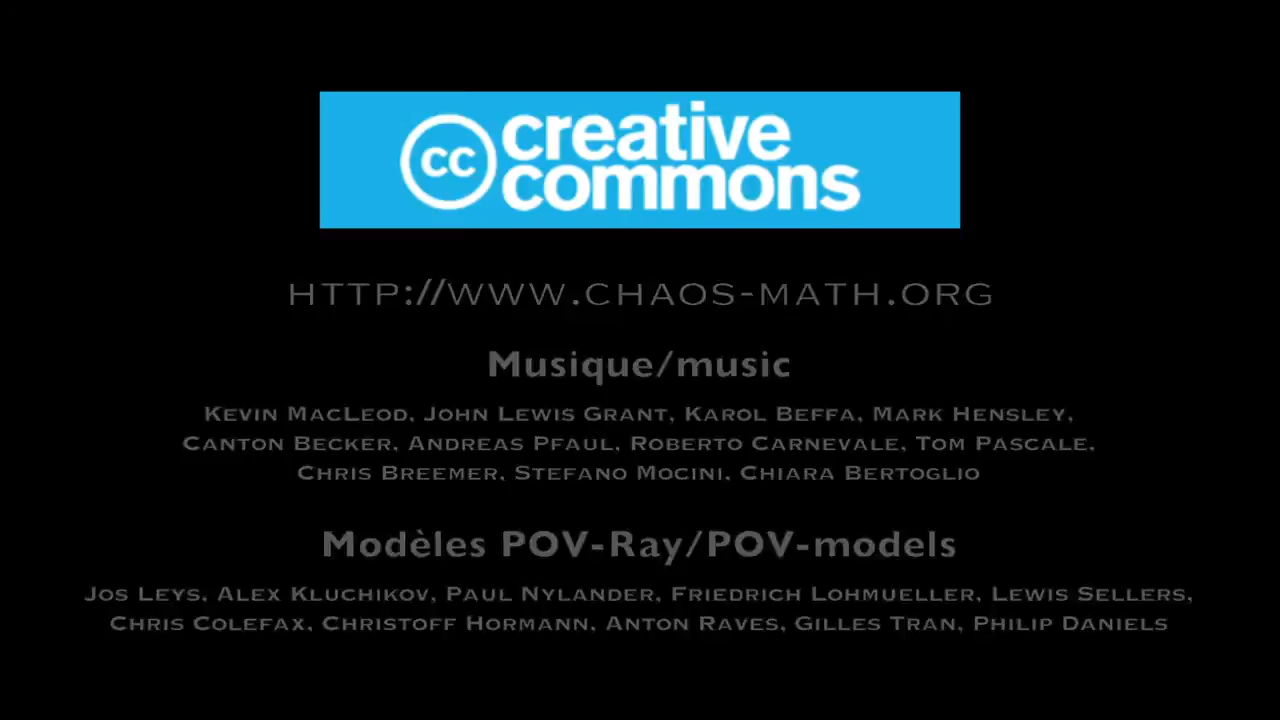 cc creative
commons
HTTP://WWW.CHAOS-MATH.ORG
Musique/music
KEVIN MACLEOD, JOHN LEWIS GRANT, KAROL BEFFA, MARK HENSLEY,
CANTON BECKER, ANDREAS PFAUL, ROBERTO CARNEVALE, TOM PASCALE,
CHRIS BREEMER, STEFANO MOCINI, CHIARA BERTOGLIO
Modèles POV-Ray/POV-models
JOS LEYS, ALEX KLUCHIKOV, PAUL NYLANDER, FRIEDRICH LOHMUELLER, LEWIS SELLERS,
CHRIS COLEFAX, CHRISTOFF HORMANN, ANTON RAVES, GILLES TRAN, PHILIP DANIELS